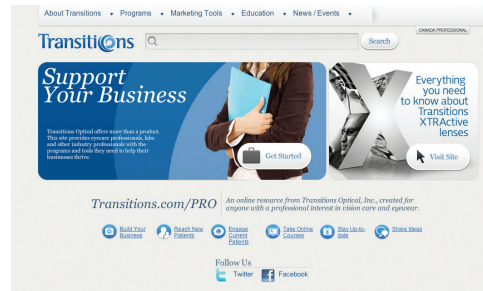 About Transitions Programs Marketing Tools Education News / Events
CANADA PROFESSIONAL
Transitions
Search
Support
Your Business
Transitions Optical offers more than a product.
This site provides eyecare professionals, labs
and other industry professionals with the
programs and tools they need to help their
businesses thrive.
Get Started
Everything
you need
to know about
Transitions
XTRActive
lenses
Visit Site
Transitions.com/PRO
An online resource from Transitions Optical, Inc., created for
anyone with a professional interest in vision care and eyewear.
Build Your
Business
Reach New
Patients
Engage
Current
Patients
Take Online
Courses
Stay Up-to-
date
Share Ideas
Follow Us
Twitter Facebook